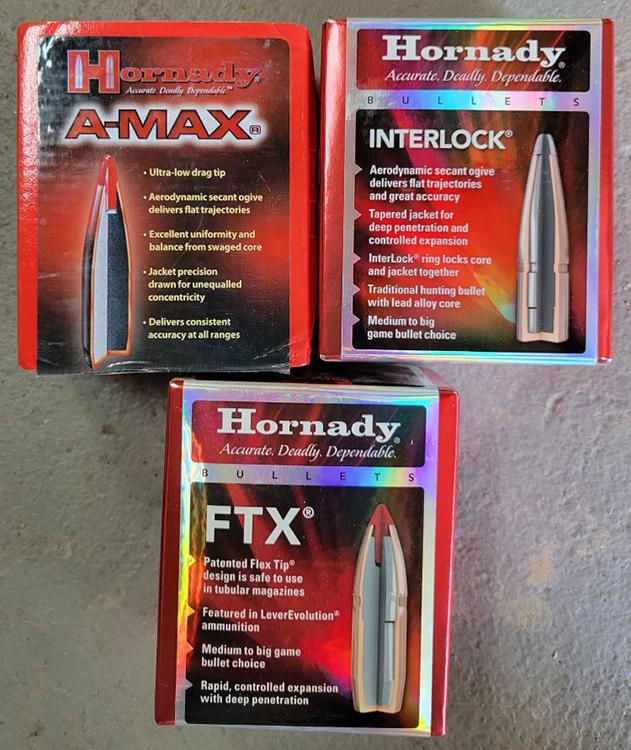 Hornady®
Accurate. Deadly. Dependable.™
A-MAX®
• Ultra-low drag tip
• Aerodynamic secant ogive
delivers flat trajectories
• Excellent uniformity and
balance from swaged core
• Jacket precision
drawn for unequalled
concentricity
• Delivers consistent
accuracy at all ranges
Hornady®
Accurate. Deadly. Dependable.
BULLETS
INTERLOCK®
Aerodynamic secant ogive
delivers flat trajectories
and great accuracy
Tapered jacket for
deep penetration and
controlled expansion
InterLock® ring locks core
and jacket together
Traditional hunting bullet
with lead alloy core
Medium to big
game bullet choice
Hornady®
Accurate. Deadly. Dependable.
BULLETS
FTX®
Patented Flex Tip®
design is safe to use
in tubular magazines
Featured in LeverEvolution®
ammunition
Medium to big game
bullet choice
Rapid, controlled expansion
with deep penetration